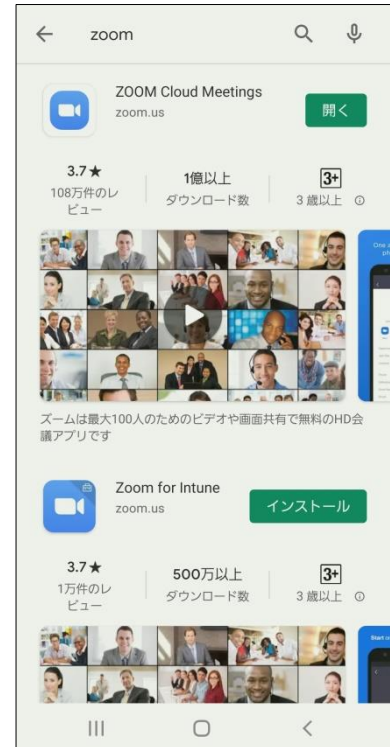 zoom
ZOOM Cloud Meetings
zoom.us
開く
3.7★
108万件のレ
ビュー
1億以上
ダウンロード数
3+
3 歳以上
ズームは最大100人のためのビデオや画面共有で無料のHD会
議アプリです
Zoom for Intune
zoom.us
インストール
3.7★
1万件のレ
ビュー
500万以上
ダウンロード数
3+
3 歳以上